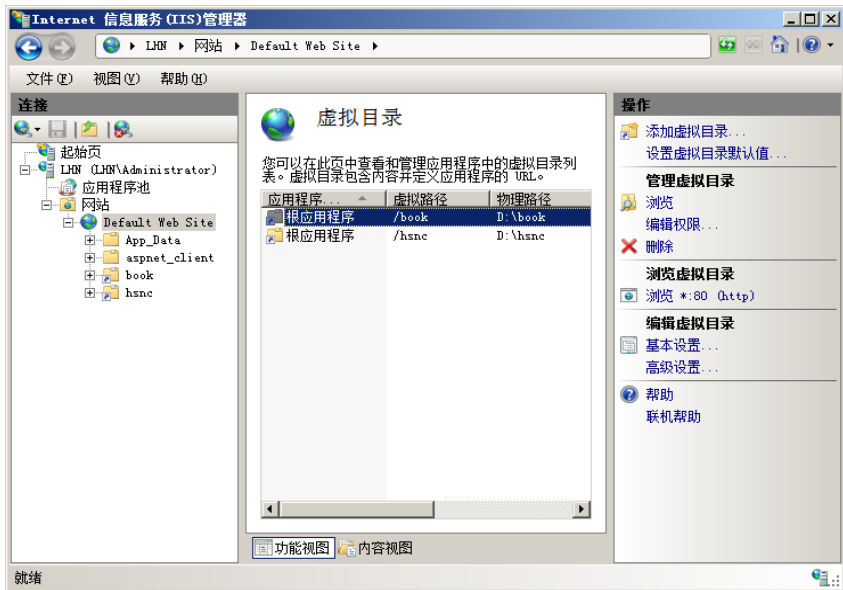 Internet 信息服务(IIS)管理器
LHN 网站 Default Web Site
文件(F) 视图(V) 帮助(H)
连接
起始页
LHN (LHN\Administrator)
应用程序池
网站
Default Web Site
App_Data
aspnet_client
book
hsnc
虚拟目录
您可以在此页中查看和管理应用程序中的虚拟目录列
表。虚拟目录包含内容并定义应用程序的 URL。
应用程序... 虚拟路径 物理路径
根应用程序 /book D:\book
根应用程序 /hsnc D:\hsnc
功能视图 内容视图
操作
添加虚拟目录...
设置虚拟目录默认值...
管理虚拟目录
浏览
编辑权限...
删除
浏览虚拟目录
浏览 *:80 (http)
编辑虚拟目录
基本设置...
高级设置...
帮助
联机帮助
就绪